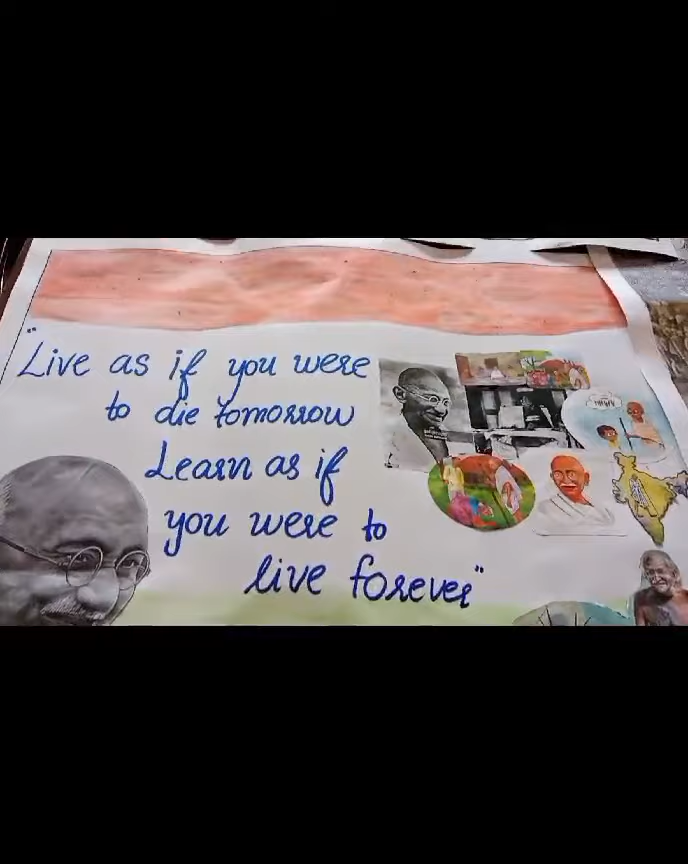 "Live as if you were
to die tomorrow
Learn as if
you were to
live forever"